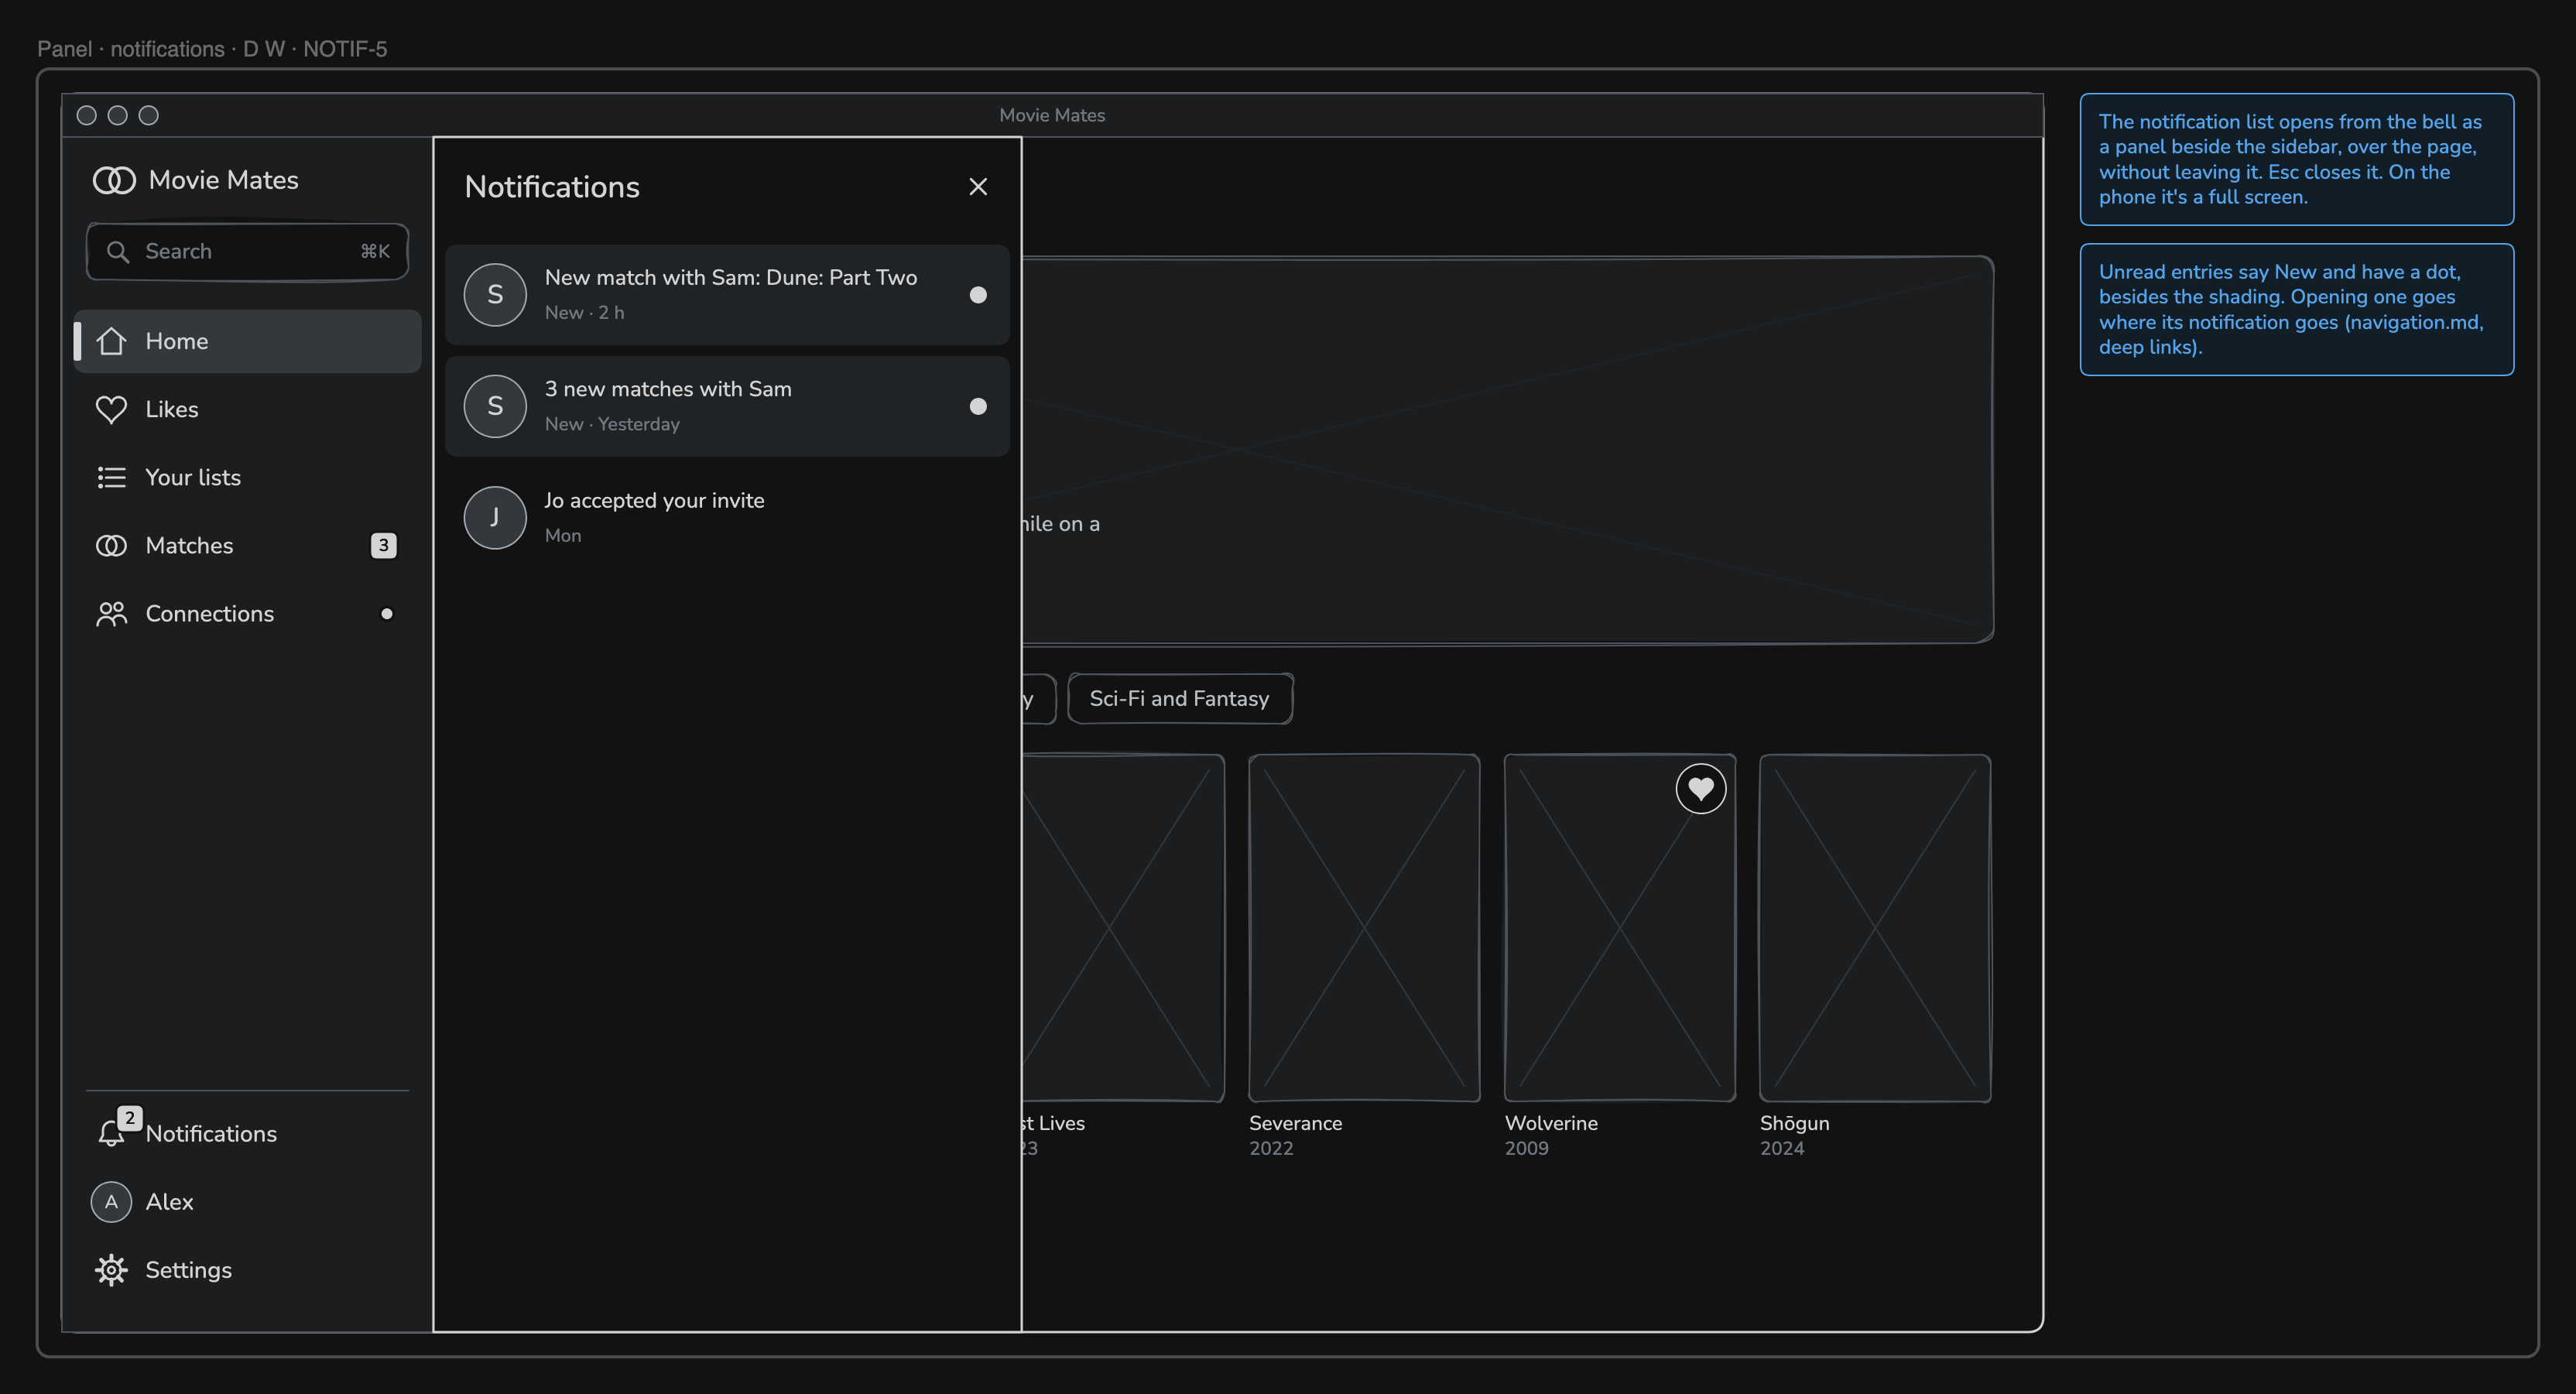 Panel · notifications · D W · NOTIF-5
Movie Mates
Movie Mates
Search ⌘K
Home
Likes
Your lists
Matches 3
Connections
2
Notifications
A Alex
Settings
Notifications
S
New match with Sam: Dune: Part Two
New · 2 h
S
3 new matches with Sam
New · Yesterday
J
Jo accepted your invite
Mon
on a
Sci-Fi and Fantasy
Lives
Severance
2022
Wolverine
2009
Shōgun
2024
The notification list opens from the bell as
a panel beside the sidebar, over the page,
without leaving it. Esc closes it. On the
phone it's a full screen.
Unread entries say New and have a dot,
besides the shading. Opening one goes
where its notification goes (navigation.md,
deep links).